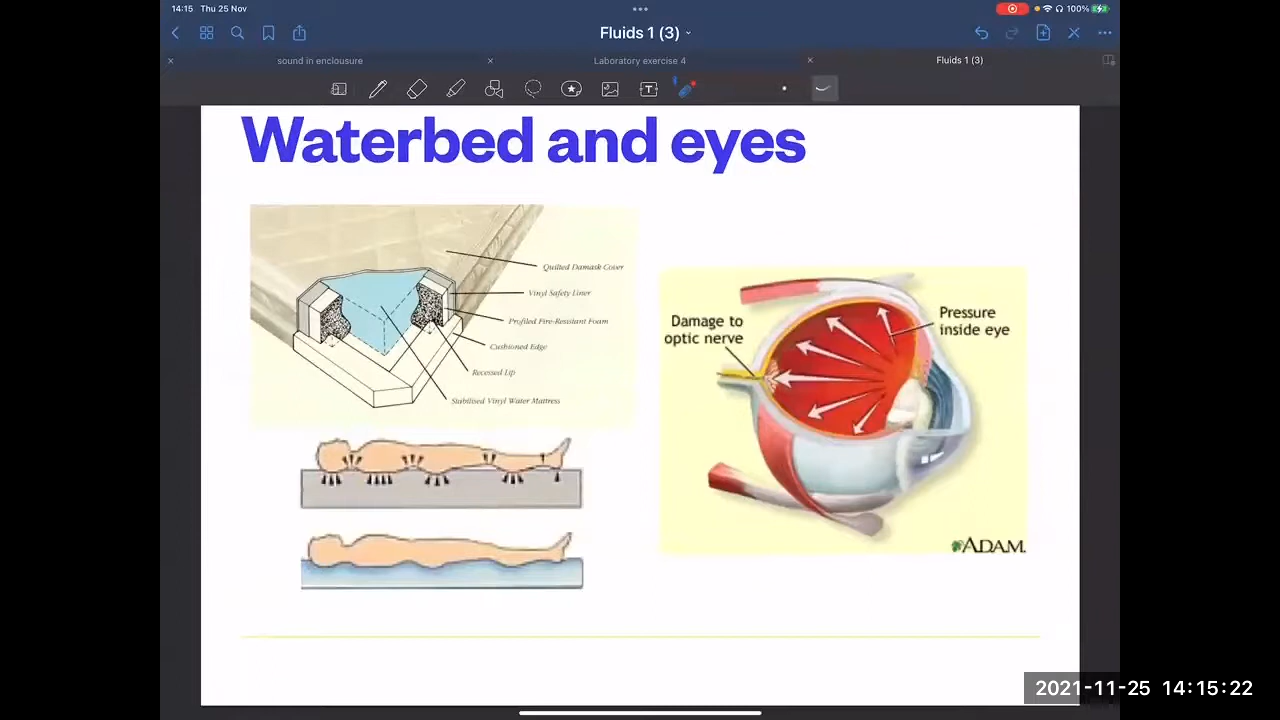 14:15 Thu 25 Nov
100%
Fluids 1 (3)
sound in encliousure
Laboratory exercise 4
Fluids 1 (3)
T
Waterbed and eyes
Quilted Damask Cover
Vinyl Safety Liner
Profiled Fire-Resistant Foam
Cushioned Edge
Recessed Lip
Stabilised Vinyl Water Mattress
Damage to
optic nerve
Pressure
inside eye
ADAM.
2021-11-25 14:15:22